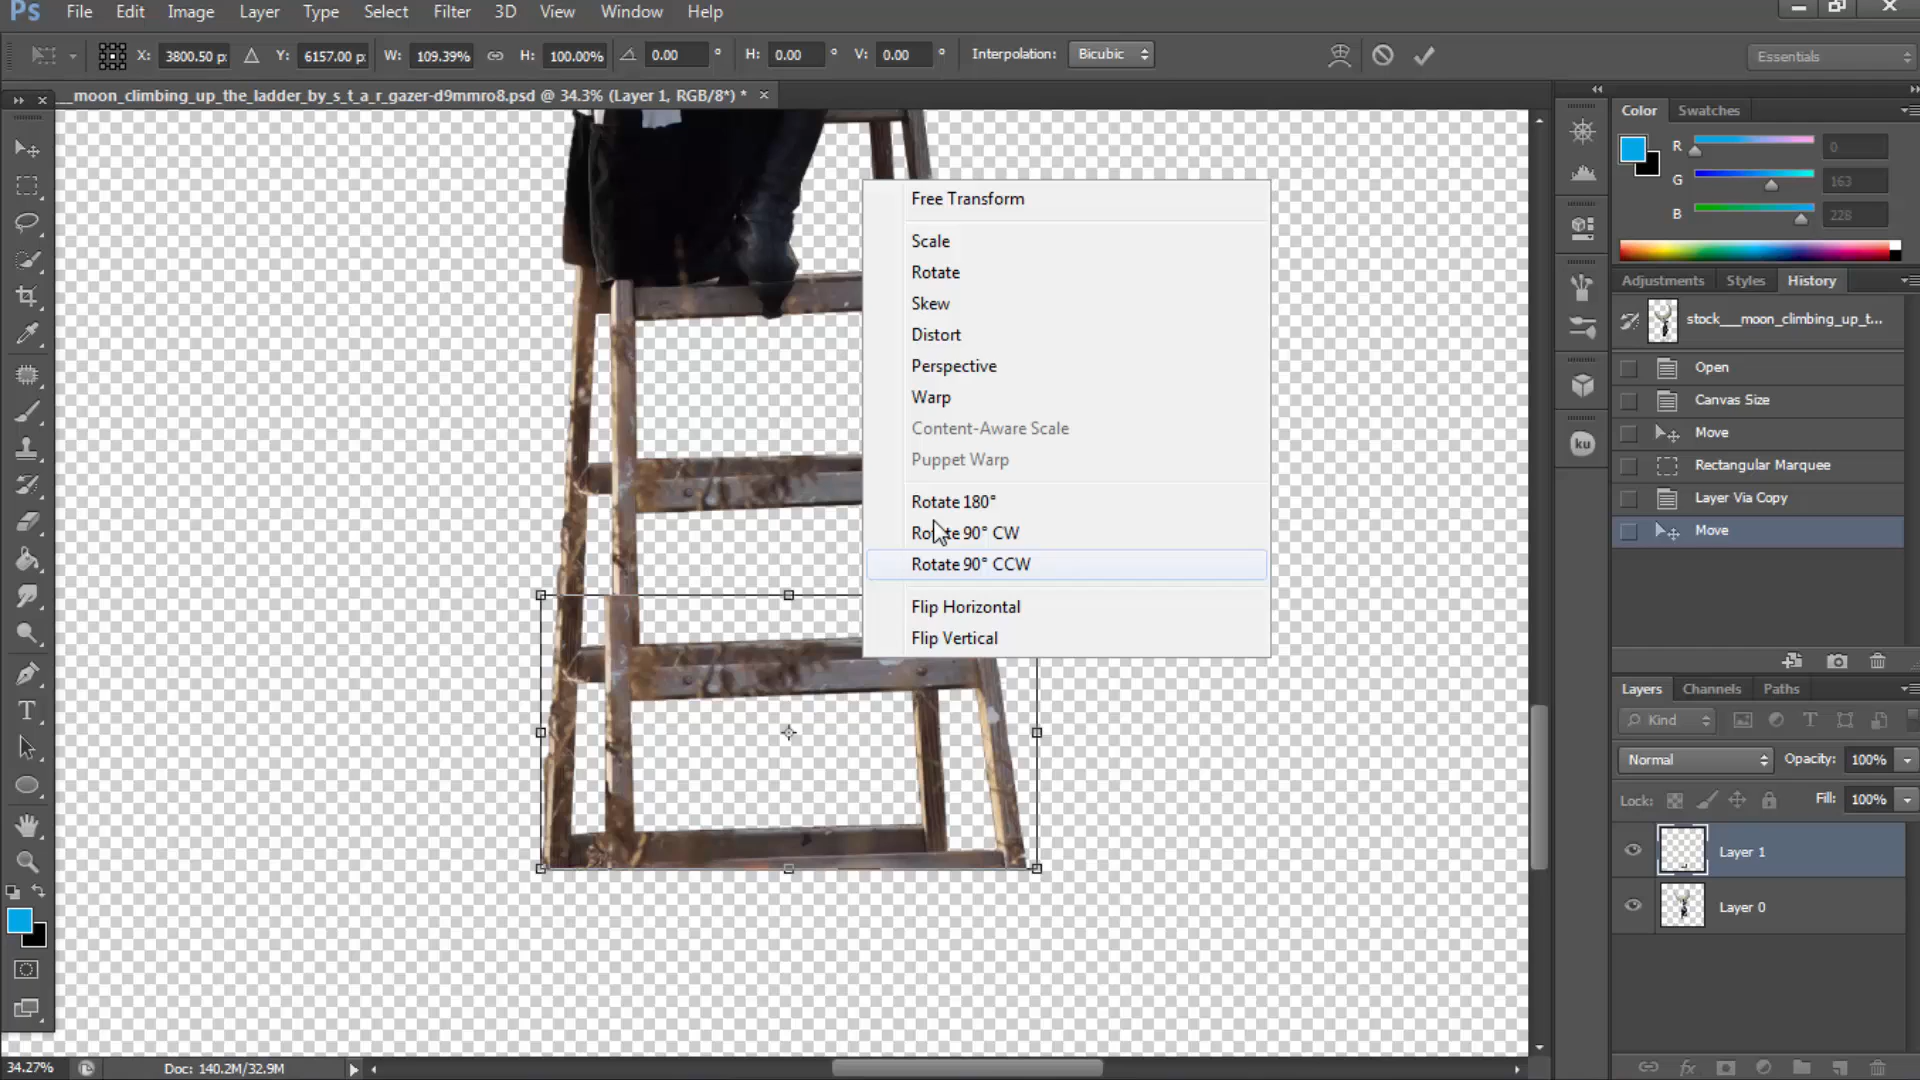 Ps File Edit Image Layer Type Select Filter 3D View Window Help
X: 3800.50 p: Y: 6157.00 p: W: 109.39% H: 100.00% 0.00 ° H: 0.00 ° V: 0.00 ° Interpolation: Bicubic Essentials
__moon_climbing_up_the_ladder_by_s_t_a_r_gazer-d9mmro8.psd @ 34.3% (Layer 1, RGB/8*) * ×
Color Swatches
R 0
G 163
B 228
Free Transform
Scale
Rotate
Skew
Distort
Perspective
Warp
Content-Aware Scale
Puppet Warp
Rotate 180°
Rotate 90° CW
Rotate 90° CCW
Flip Horizontal
Flip Vertical
Adjustments Styles History
stock___moon_climbing_up_t...
Open
Canvas Size
Move
Rectangular Marquee
Layer Via Copy
Move
ku
Layers Channels Paths
Kind
Normal Opacity: 100%
Lock: Fill: 100%
Layer 1
Layer 0
34.27% Doc: 140.2M/32.9M